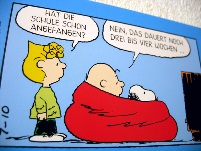 HAT DIE
SCHULE SCHON
ANGEFANGEN?
NEIN, DAS DAUERT NOCH
DREI BIS VIER WOCHEN
7-10